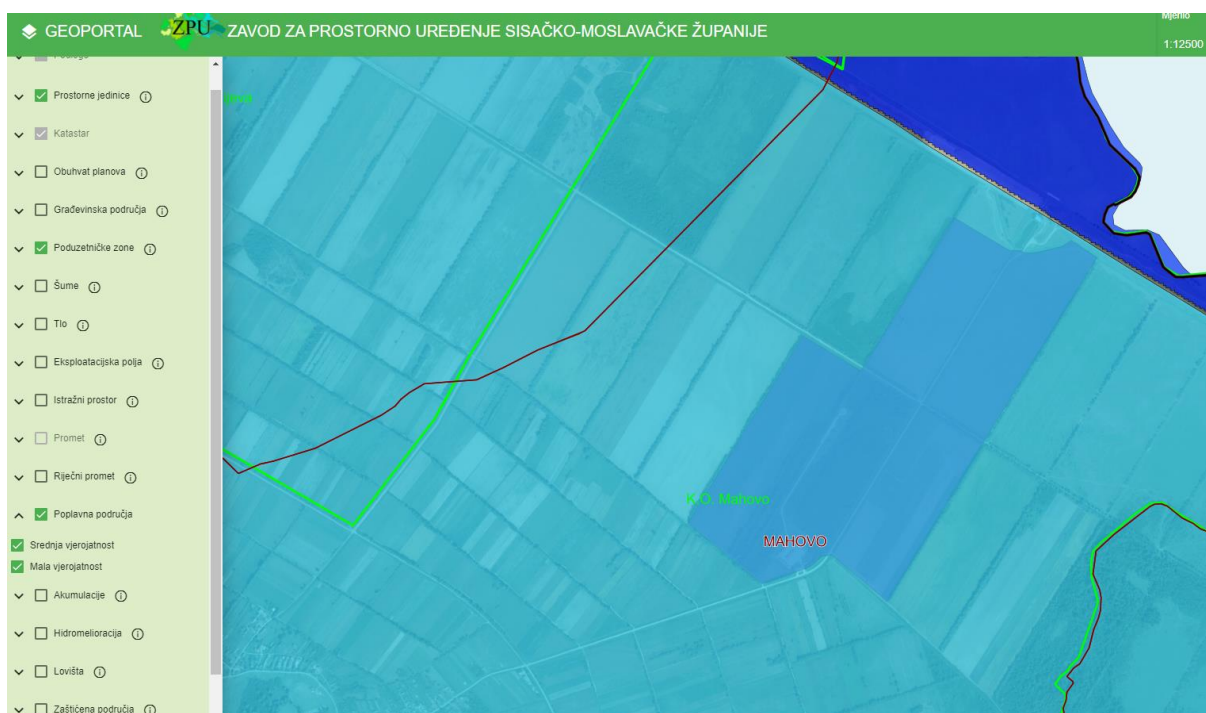 Mjerilo
GEOPORTAL
ZPU
ZAVOD ZA PROSTORNO UREĐENJE SISAČKO-MOSLAVAČKE ŽUPANIJE
1:12500
Prostorne jedinice
Katastar
Obuhvat planova
Građevinska područja
Poduzetničke zone
Šume
Tlo
Eksploatacijska polja
Istražni prostor
Promet
Riječni promet
Poplavna područja
Srednja vjerojatnost
Mala vjerojatnost
Akumulacije
Hidromelioracija
Lovišta
Zaštićena područja
K.O. Mahovo
MAHOVO